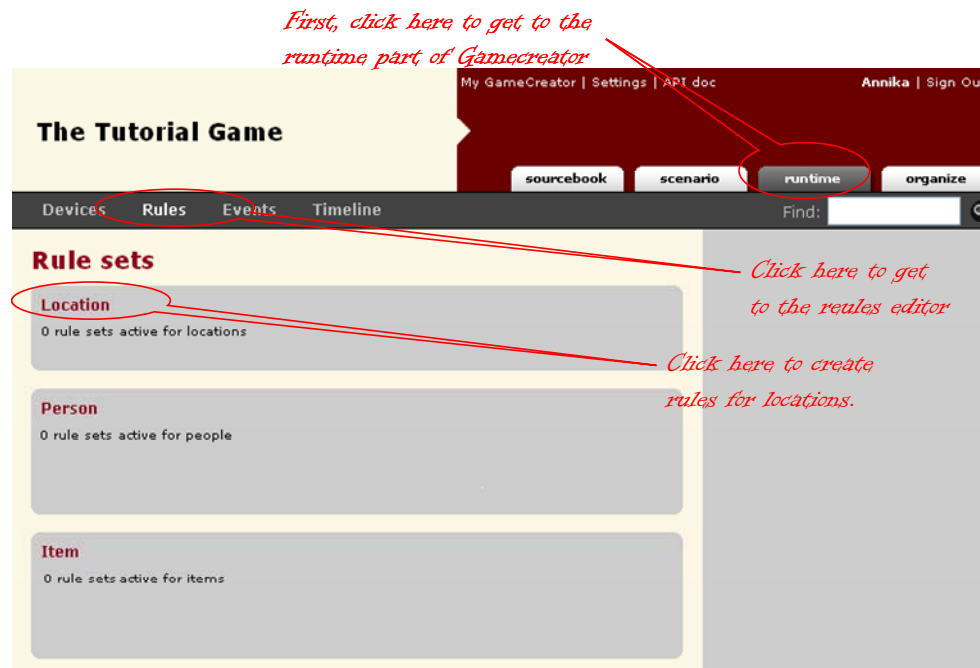 First, click here to get to the
runtime part of Gamecreator
My GameCreator | Settings | API doc
Annika | Sign Ou
The Tutorial Game
sourcebook
scenario
runtime
organize
Devices
Rules
Events
Timeline
Find:
Rule sets
Click here to get
to the reules editor
Location
0 rule sets active for locations
Click here to create
rules for locations.
Person
0 rule sets active for people
Item
0 rule sets active for items